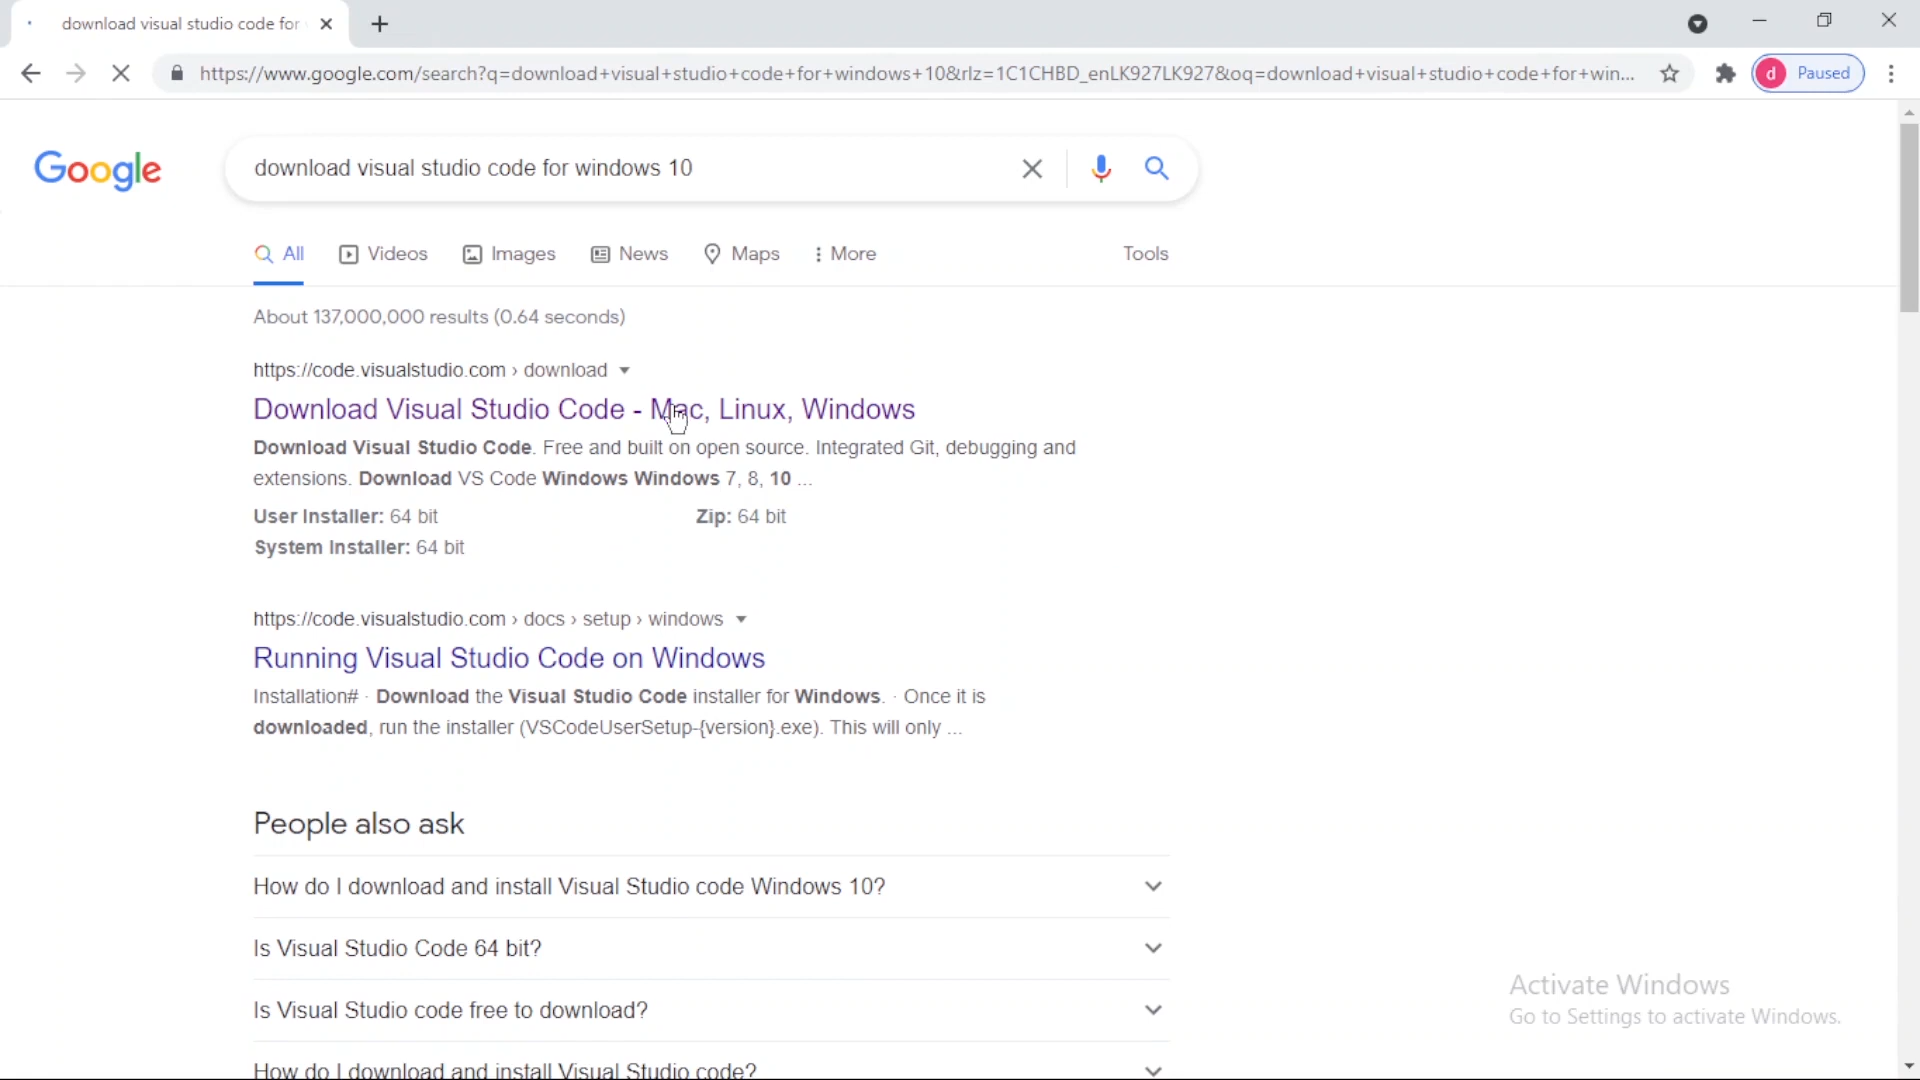 download visual studio code for
https://www.google.com/search?q=download+visual+studio+code+for+windows+10&rlz=1C1CHBD_enLK927LK927&oq=download+visual+studio+code+for+win...
d Paused
Google
download visual studio code for windows 10
All Videos Images News Maps More Tools
About 137,000,000 results (0.64 seconds)
https://code.visualstudio.com › download
Download Visual Studio Code - Mac, Linux, Windows
Download Visual Studio Code. Free and built on open source. Integrated Git, debugging and
extensions. Download VS Code Windows Windows 7, 8, 10 ...
User Installer: 64 bit Zip: 64 bit
System Installer: 64 bit
https://code.visualstudio.com › docs › setup › windows
Running Visual Studio Code on Windows
Installation# · Download the Visual Studio Code installer for Windows. · Once it is
downloaded, run the installer (VSCodeUserSetup-{version}.exe). This will only ...
People also ask
How do I download and install Visual Studio code Windows 10?
Is Visual Studio Code 64 bit?
Is Visual Studio code free to download?
How do I download and install Visual Studio code?
Activate Windows
Go to Settings to activate Windows.